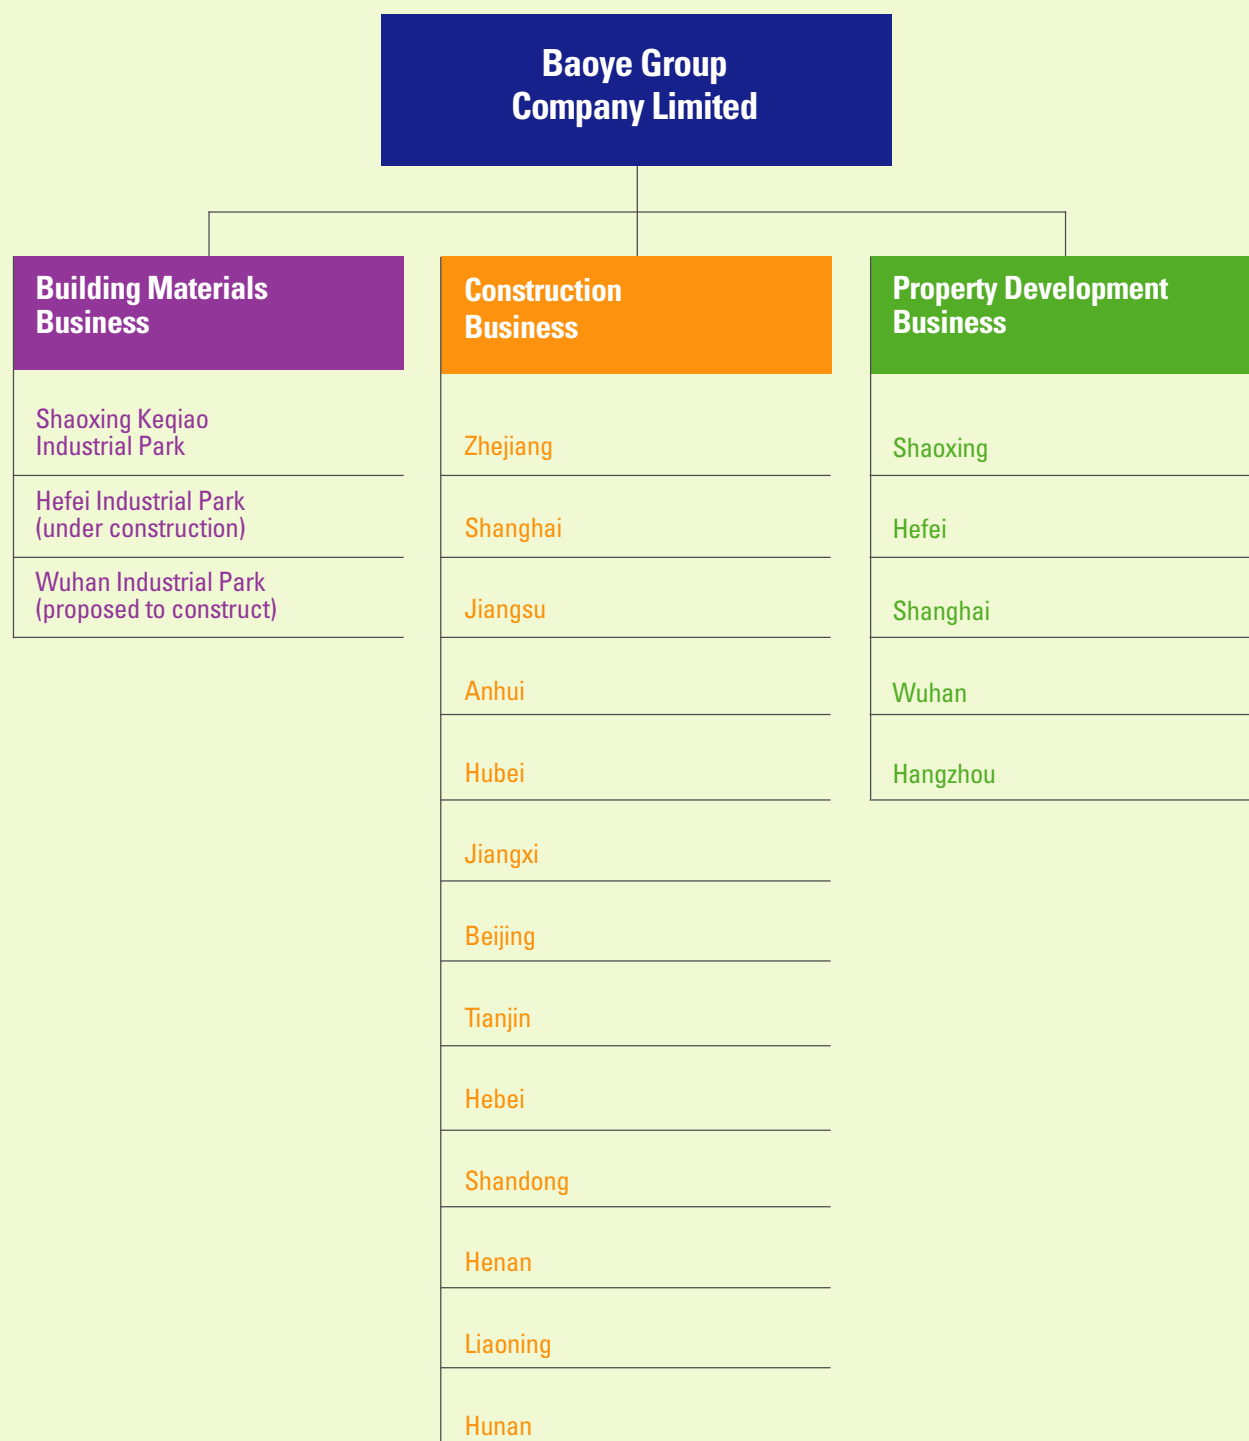 Baoye Group
Company Limited
Building Materials
Business
Shaoxing Keqiao
Industrial Park
Hefei Industrial Park
(under construction)
Wuhan Industrial Park
(proposed to construct)
Construction
Business
Zhejiang
Shanghai
Jiangsu
Anhui
Hubei
Jiangxi
Beijing
Tianjin
Hebei
Shandong
Henan
Liaoning
Hunan
Property Development
Business
Shaoxing
Hefei
Shanghai
Wuhan
Hangzhou